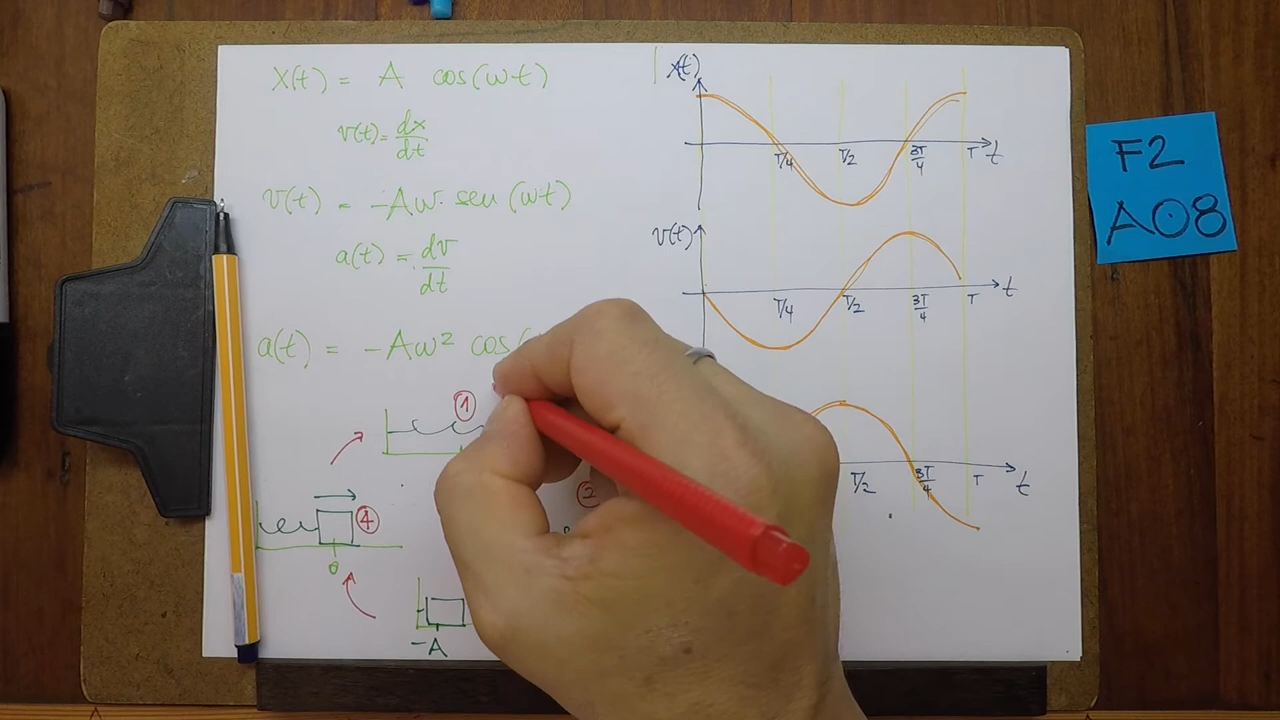 X(t) = A cos(ωt)
v(t) = dx/dt
v(t) = -Aω· sen(ωt)
a(t) = dv/dt
a(t) = -Aω² cos(
①
②
④
0
-A
x(t)
T/4 T/2 3T/4 T t
v(t)
T/4 T/2 3T/4 T t
T/2 3T/4 T t
F2
A08